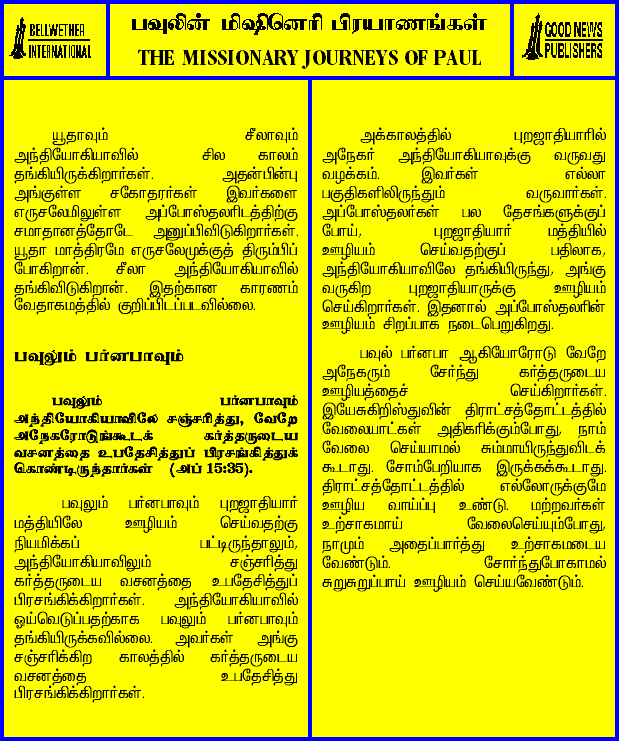 BELLWETHER
INTERNATIONAL
பவுலின் மிஷினெரி பிரயாணங்கள்
THE MISSIONARY JOURNEYS OF PAUL
GOOD NEWS
PUBLISHERS
யூதாவும் சீலாவும்
அந்தியோகியாவில் சில காலம்
தங்கியிருக்கிறார்கள். அதன்பின்பு
அங்குள்ள சகோதரர்கள் இவர்களை
எருசலேமிலுள்ள அப்போஸ்தலரிடத்திற்கு
சமாதானத்தோடே அனுப்பிவிடுகிறார்கள்.
யூதா மாத்திரமே எருசலேமுக்குத் திரும்பிப்
போகிறான். சீலா அந்தியோகியாவில்
தங்கிவிடுகிறான். இதற்கான காரணம்
வேதாகமத்தில் குறிப்பிடப்படவில்லை.
பவுலும் பர்னபாவும்
பவுலும் பர்னபாவும்
அந்தியோகியாவிலே சஞ்சரித்து, வேறே
அநேகரோடுங்கூடக் கர்த்தருடைய
வசனத்தை உபதேசித்துப் பிரசங்கித்துக்
கொண்டிருந்தார்கள் (அப் 15:35).
பவுலும் பர்னபாவும் புறஜாதியார்
மத்தியிலே ஊழியம் செய்வதற்கு
நியமிக்கப் பட்டிருந்தாலும்,
அந்தியோகியாவிலும் சஞ்சரித்து
கர்த்தருடைய வசனத்தை உபதேசித்துப்
பிரசங்கிக்கிறார்கள். அந்தியோகியாவில்
ஓய்வெடுப்பதற்காக பவுலும் பர்னபாவும்
தங்கியிருக்கவில்லை. அவர்கள் அங்கு
சஞ்சரிக்கிற காலத்தில் கர்த்தருடைய
வசனத்தை உபதேசித்து
பிரசங்கிக்கிறார்கள்.
அக்காலத்தில் புறஜாதியாரில்
அநேகர் அந்தியோகியாவுக்கு வருவது
வழக்கம். இவர்கள் எல்லா
பகுதிகளிலிருந்தும் வருவார்கள்.
அப்போஸ்தலர்கள் பல தேசங்களுக்குப்
போய், புறஜாதியார் மத்தியில்
ஊழியம் செய்வதற்குப் பதிலாக,
அந்தியோகியாவிலே தங்கியிருந்து, அங்கு
வருகிற புறஜாதியாருக்கு ஊழியம்
செய்கிறார்கள். இதனால் அப்போஸ்தலரின்
ஊழியம் சிறப்பாக நடைபெறுகிறது.
பவுல் பர்னபா ஆகியோரோடு வேறே
அநேகரும் சேர்ந்து கர்த்தருடைய
ஊழியத்தைச் செய்கிறார்கள்.
இயேசுகிறிஸ்துவின் திராட்சத்தோட்டத்தில்
வேலையாட்கள் அதிகரிக்கும்போது, நாம்
வேலை செய்யாமல் சும்மாயிருந்துவிடக்
கூடாது. சோம்பேறியாக இருக்கக்கூடாது.
திராட்சத்தோட்டத்தில் எல்லோருக்குமே
ஊழிய வாய்ப்பு உண்டு. மற்றவர்கள்
உற்சாகமாய் வேலைசெய்யும்போது,
நாமும் அதைப்பார்த்து உற்சாகமடைய
வேண்டும். சோர்ந்துபோகாமல்
சுறுசுறுப்பாய் ஊழியம் செய்யவேண்டும்.